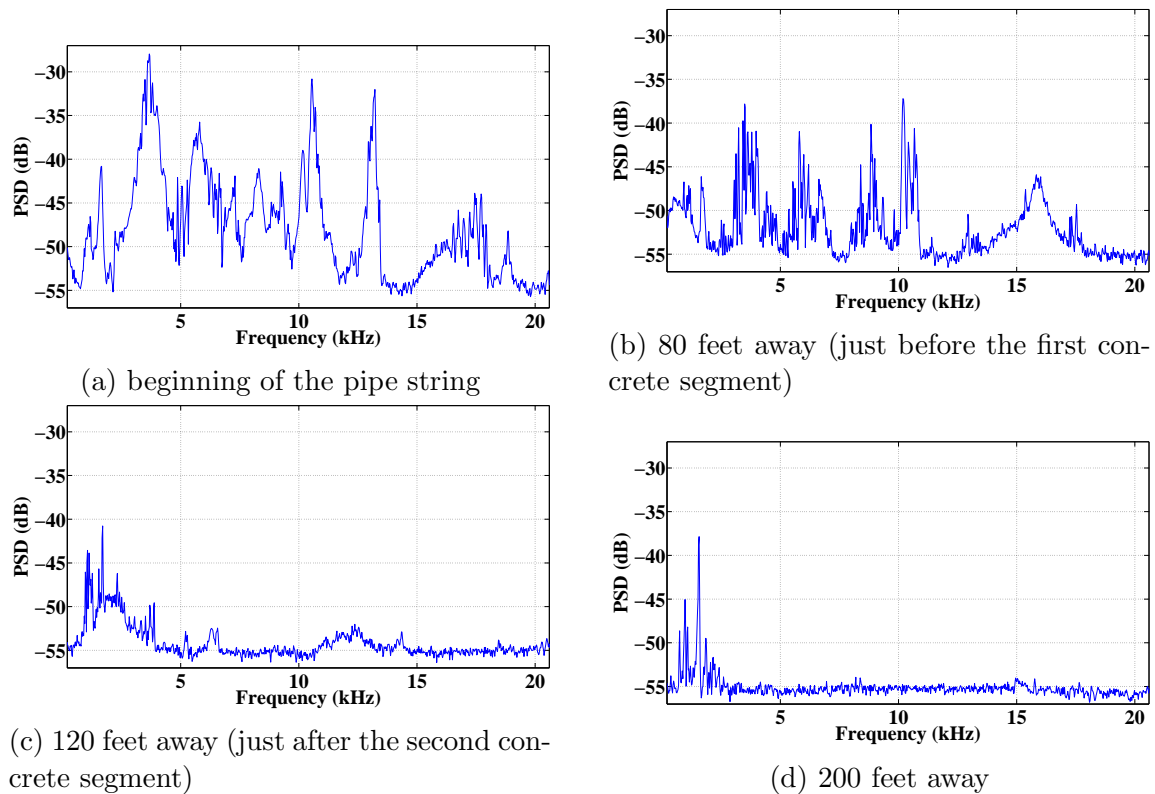 −30
−35
−40
−45
−50
−55
PSD (dB)
5
10
15
20
Frequency (kHz)
(a) beginning of the pipe string
−30
−35
−40
−45
−50
−55
PSD (dB)
5
10
15
20
Frequency (kHz)
(b) 80 feet away (just before the first con-
crete segment)
−30
−35
−40
−45
−50
−55
PSD (dB)
5
10
15
20
Frequency (kHz)
(c) 120 feet away (just after the second con-
crete segment)
−30
−35
−40
−45
−50
−55
PSD (dB)
5
10
15
20
Frequency (kHz)
(d) 200 feet away